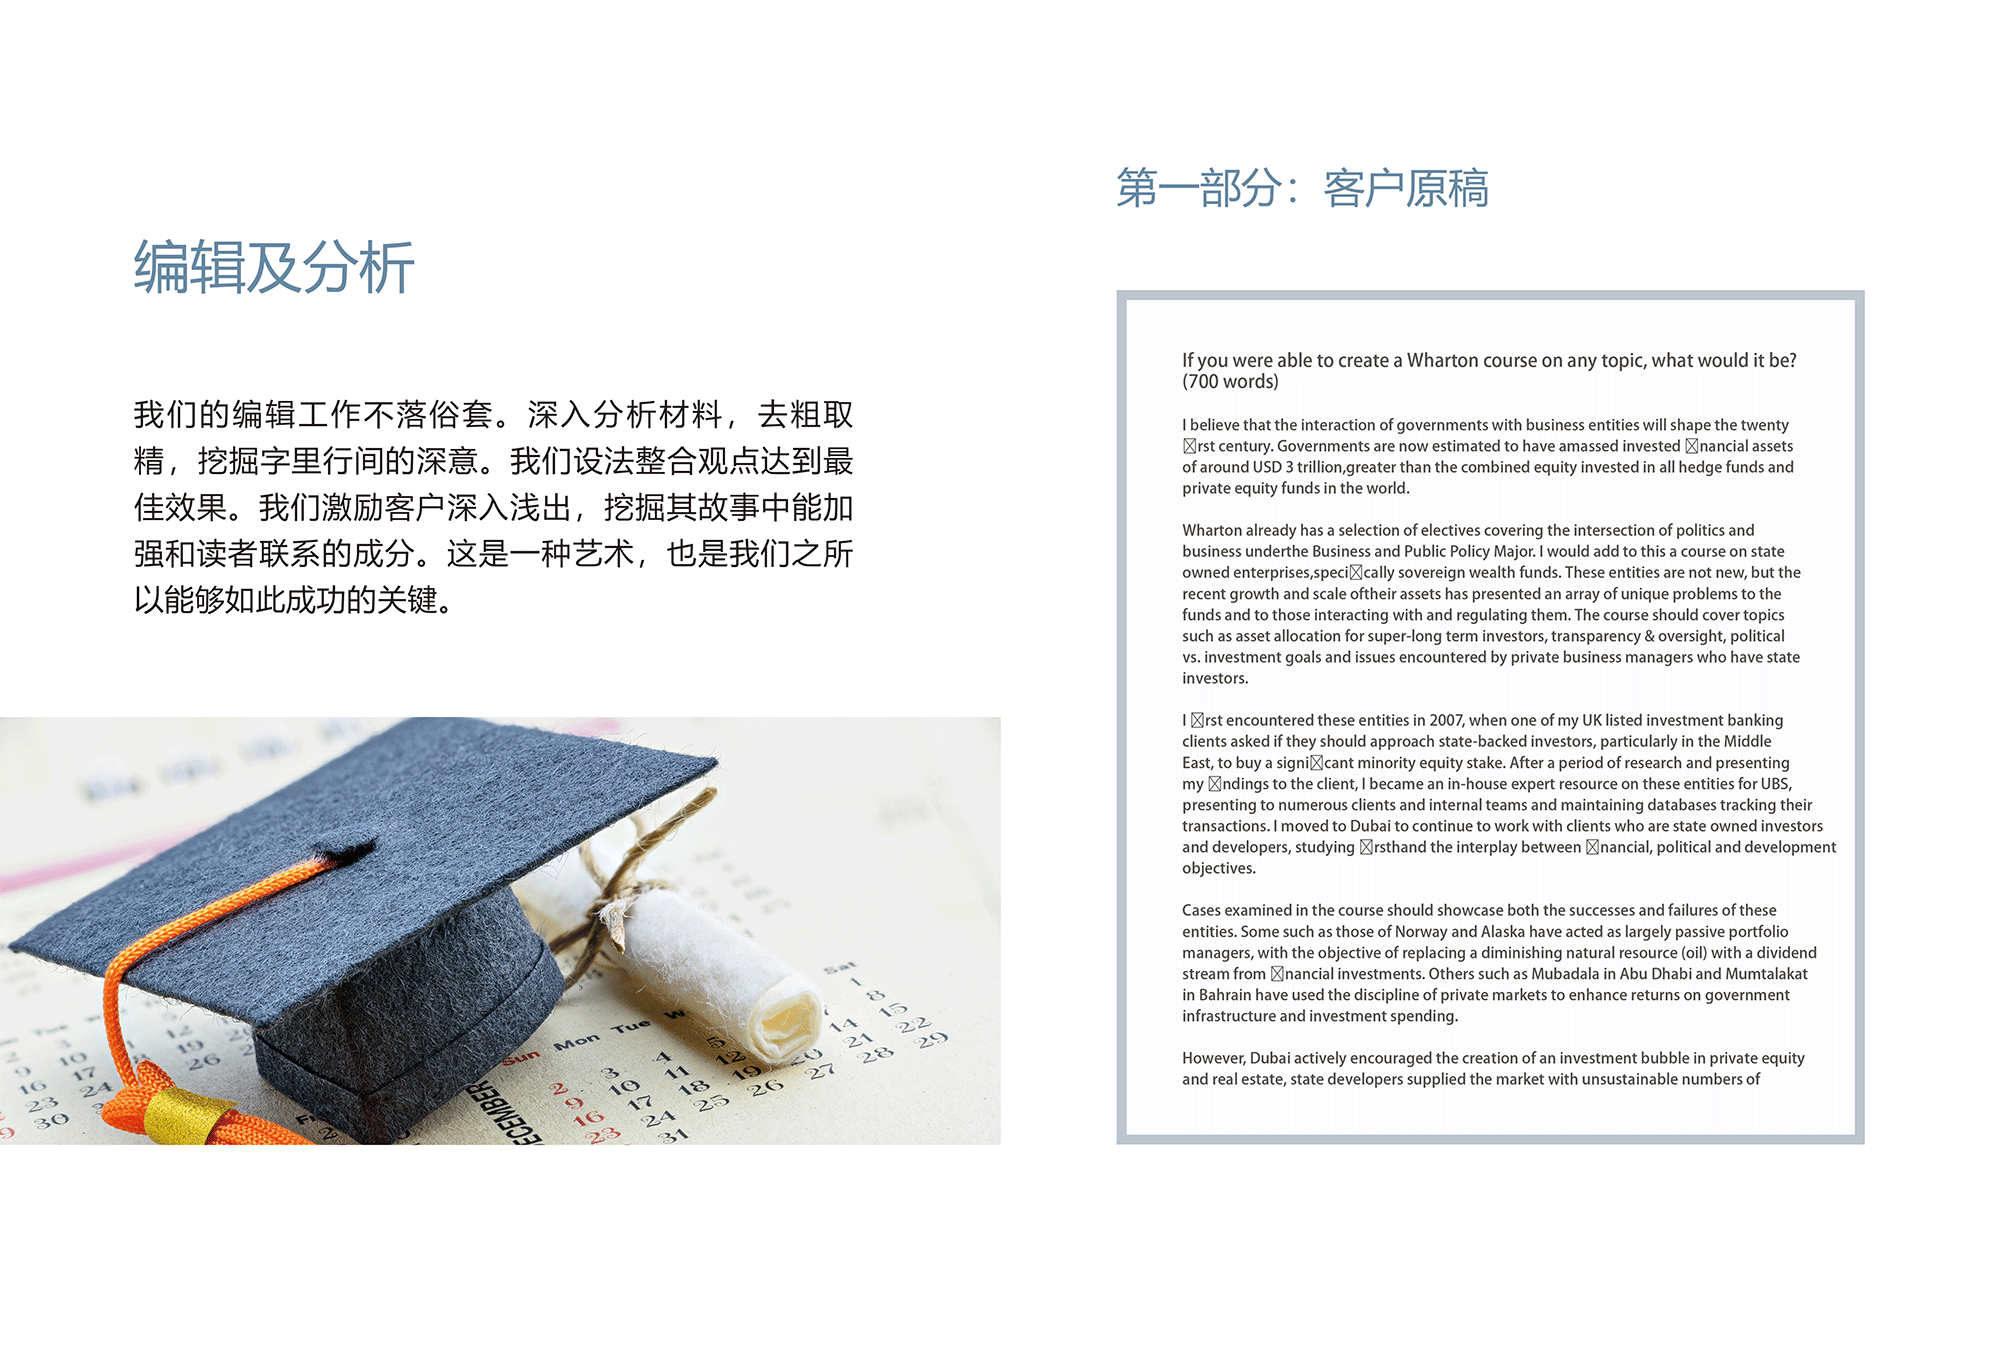 编辑及分析
我们的编辑工作不落俗套。深入分析材料，去粗取
精，挖掘字里行间的深意。我们设法整合观点达到最
佳效果。我们激励客户深入浅出，挖掘其故事中能加
强和读者联系的成分。这是一种艺术，也是我们之所
以能够如此成功的关键。
Sat
1 8
Sun Mon Tue W
DECEMBER
2 3 4 5
9 10 11 12 14 15
16 17 18 19 20 22
23 24 25 26 27 28 29
31
第一部分：客户原稿
If you were able to create a Wharton course on any topic, what would it be?
(700 words)
I believe that the interaction of governments with business entities will shape the twenty
☒rst century. Governments are now estimated to have amassed invested ☒nancial assets
of around USD 3 trillion,greater than the combined equity invested in all hedge funds and
private equity funds in the world.
Wharton already has a selection of electives covering the intersection of politics and
business underthe Business and Public Policy Major. I would add to this a course on state
owned enterprises,speci☒cally sovereign wealth funds. These entities are not new, but the
recent growth and scale oftheir assets has presented an array of unique problems to the
funds and to those interacting with and regulating them. The course should cover topics
such as asset allocation for super-long term investors, transparency & oversight, political
vs. investment goals and issues encountered by private business managers who have state
investors.
I ☒rst encountered these entities in 2007, when one of my UK listed investment banking
clients asked if they should approach state-backed investors, particularly in the Middle
East, to buy a signi☒cant minority equity stake. After a period of research and presenting
my ☒ndings to the client, I became an in-house expert resource on these entities for UBS,
presenting to numerous clients and internal teams and maintaining databases tracking their
transactions. I moved to Dubai to continue to work with clients who are state owned investors
and developers, studying ☒rsthand the interplay between ☒nancial, political and development
objectives.
Cases examined in the course should showcase both the successes and failures of these
entities. Some such as those of Norway and Alaska have acted as largely passive portfolio
managers, with the objective of replacing a diminishing natural resource (oil) with a dividend
stream from ☒nancial investments. Others such as Mubadala in Abu Dhabi and Mumtalakat
in Bahrain have used the discipline of private markets to enhance returns on government
infrastructure and investment spending.
However, Dubai actively encouraged the creation of an investment bubble in private equity
and real estate, state developers supplied the market with unsustainable numbers of